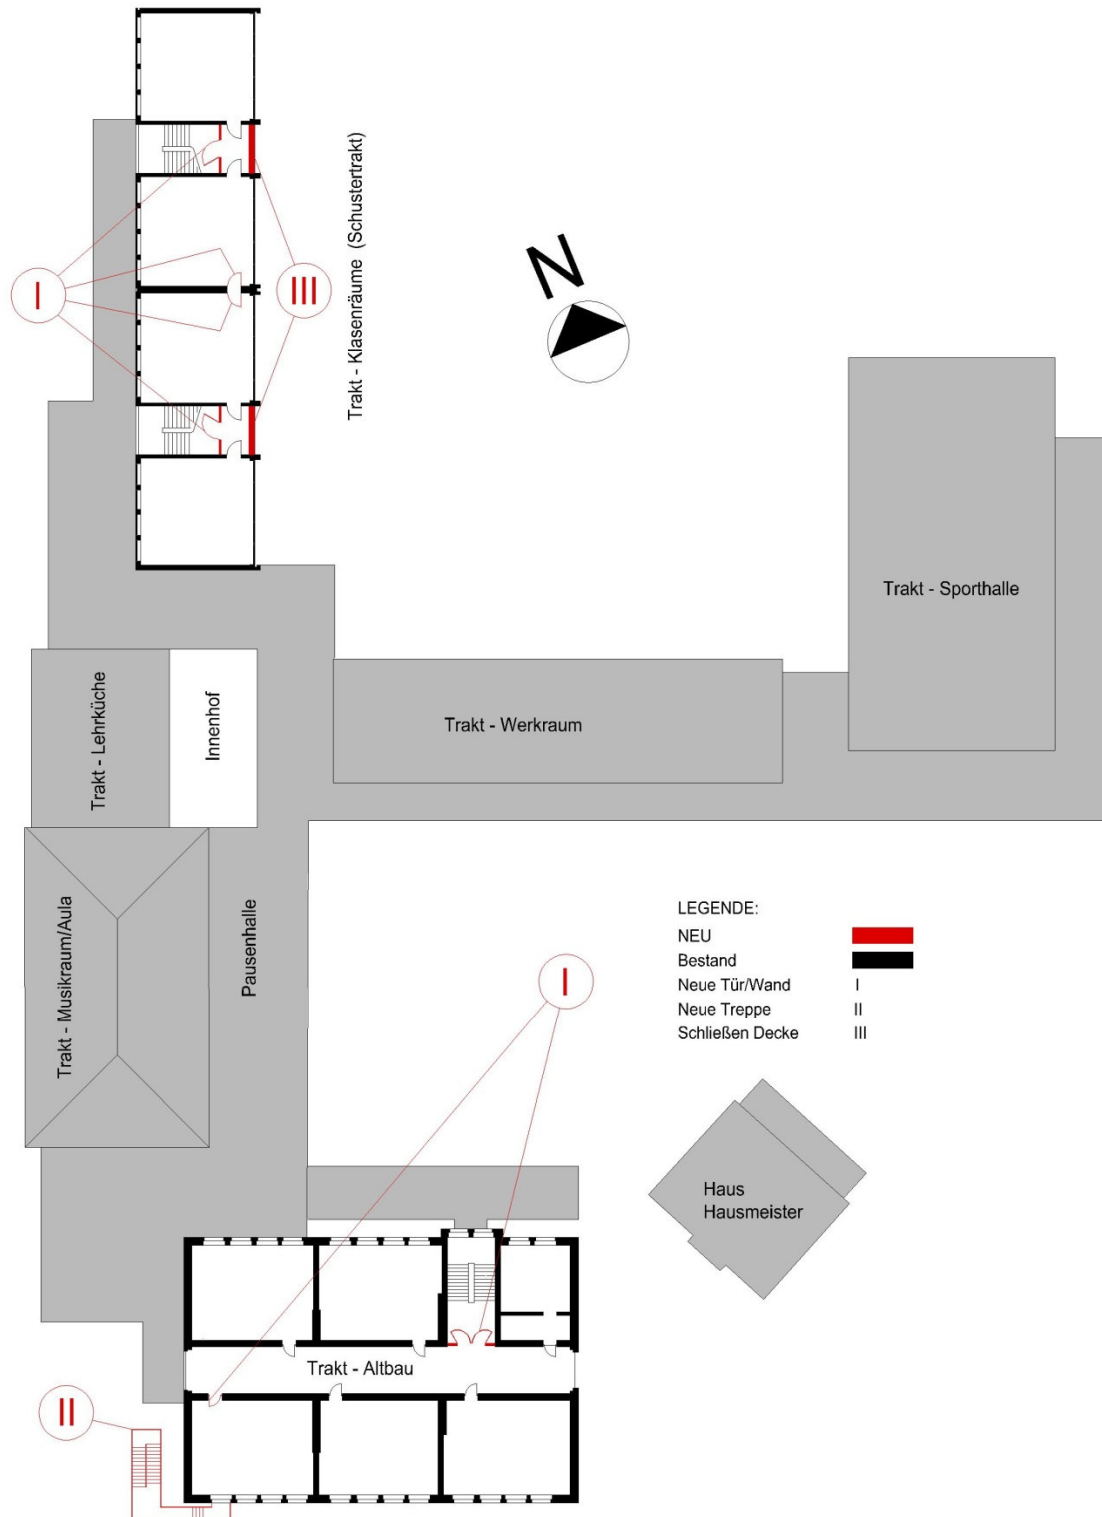 I
III
Trakt - Klasenräume (Schustertrakt)
N
Trakt - Sporthalle
Trakt - Lehrküche
Innenhof
Trakt - Werkraum
Trakt - Musikraum/Aula
Pausenhalle
I
LEGENDE:
NEU
Bestand
Neue Tür/Wand I
Neue Treppe II
Schließen Decke III
Haus
Hausmeister
Trakt - Altbau
II